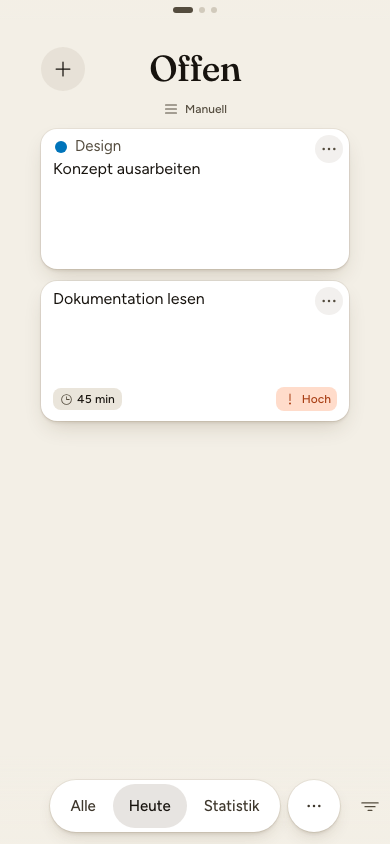 Offen
Manuell
Design
Konzept ausarbeiten
Dokumentation lesen
45 min
Hoch
Alle
Heute
Statistik